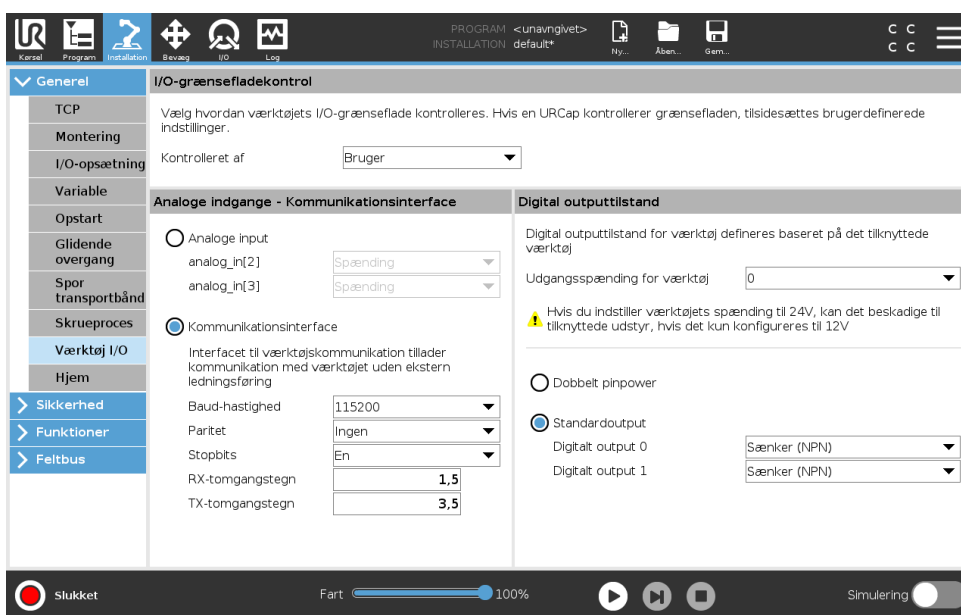 PROGRAM <unavngivet>
INSTALLATION default*
Kørsel Program Installation Bevæg I/O Log
Ny... Åben... Gem...
C C
C C
Generel
TCP
Montering
I/O-opsætning
Variable
Opstart
Glidende
overgang
Spor
transportbånd
Skrueproces
Værktøj I/O
Hjem
Sikkerhed
Funktioner
Feltbus
I/O-grænsefladekontrol
Vælg hvordan værktøjets I/O-grænseflade kontrolleres. Hvis en URCap kontrollerer grænsefladen, tilsidesættes brugerdefinerede
indstillinger.
Kontrolleret af Bruger
Analoge indgange - Kommunikationsinterface
Analoge input
analog_in[2] Spænding
analog_in[3] Spænding
Kommunikationsinterface
Interfacet til værktøjskommunikation tillader
kommunikation med værktøjet uden ekstern
ledningsføring
Baud-hastighed 115200
Paritet Ingen
Stopbits En
RX-tomgangstegn 1,5
TX-tomgangstegn 3,5
Digital outputtilstand
Digital outputtilstand for værktøj defineres baseret på det tilknyttede
værktøj
Udgangsspænding for værktøj 0
Hvis du indstiller værktøjets spænding til 24V, kan det beskadige til
tilknyttede udstyr, hvis det kun konfigureres til 12V
Dobbelt pinpower
Standardoutput
Digitalt output 0 Sænker (NPN)
Digitalt output 1 Sænker (NPN)
Slukket
Fart 100%
Simulering